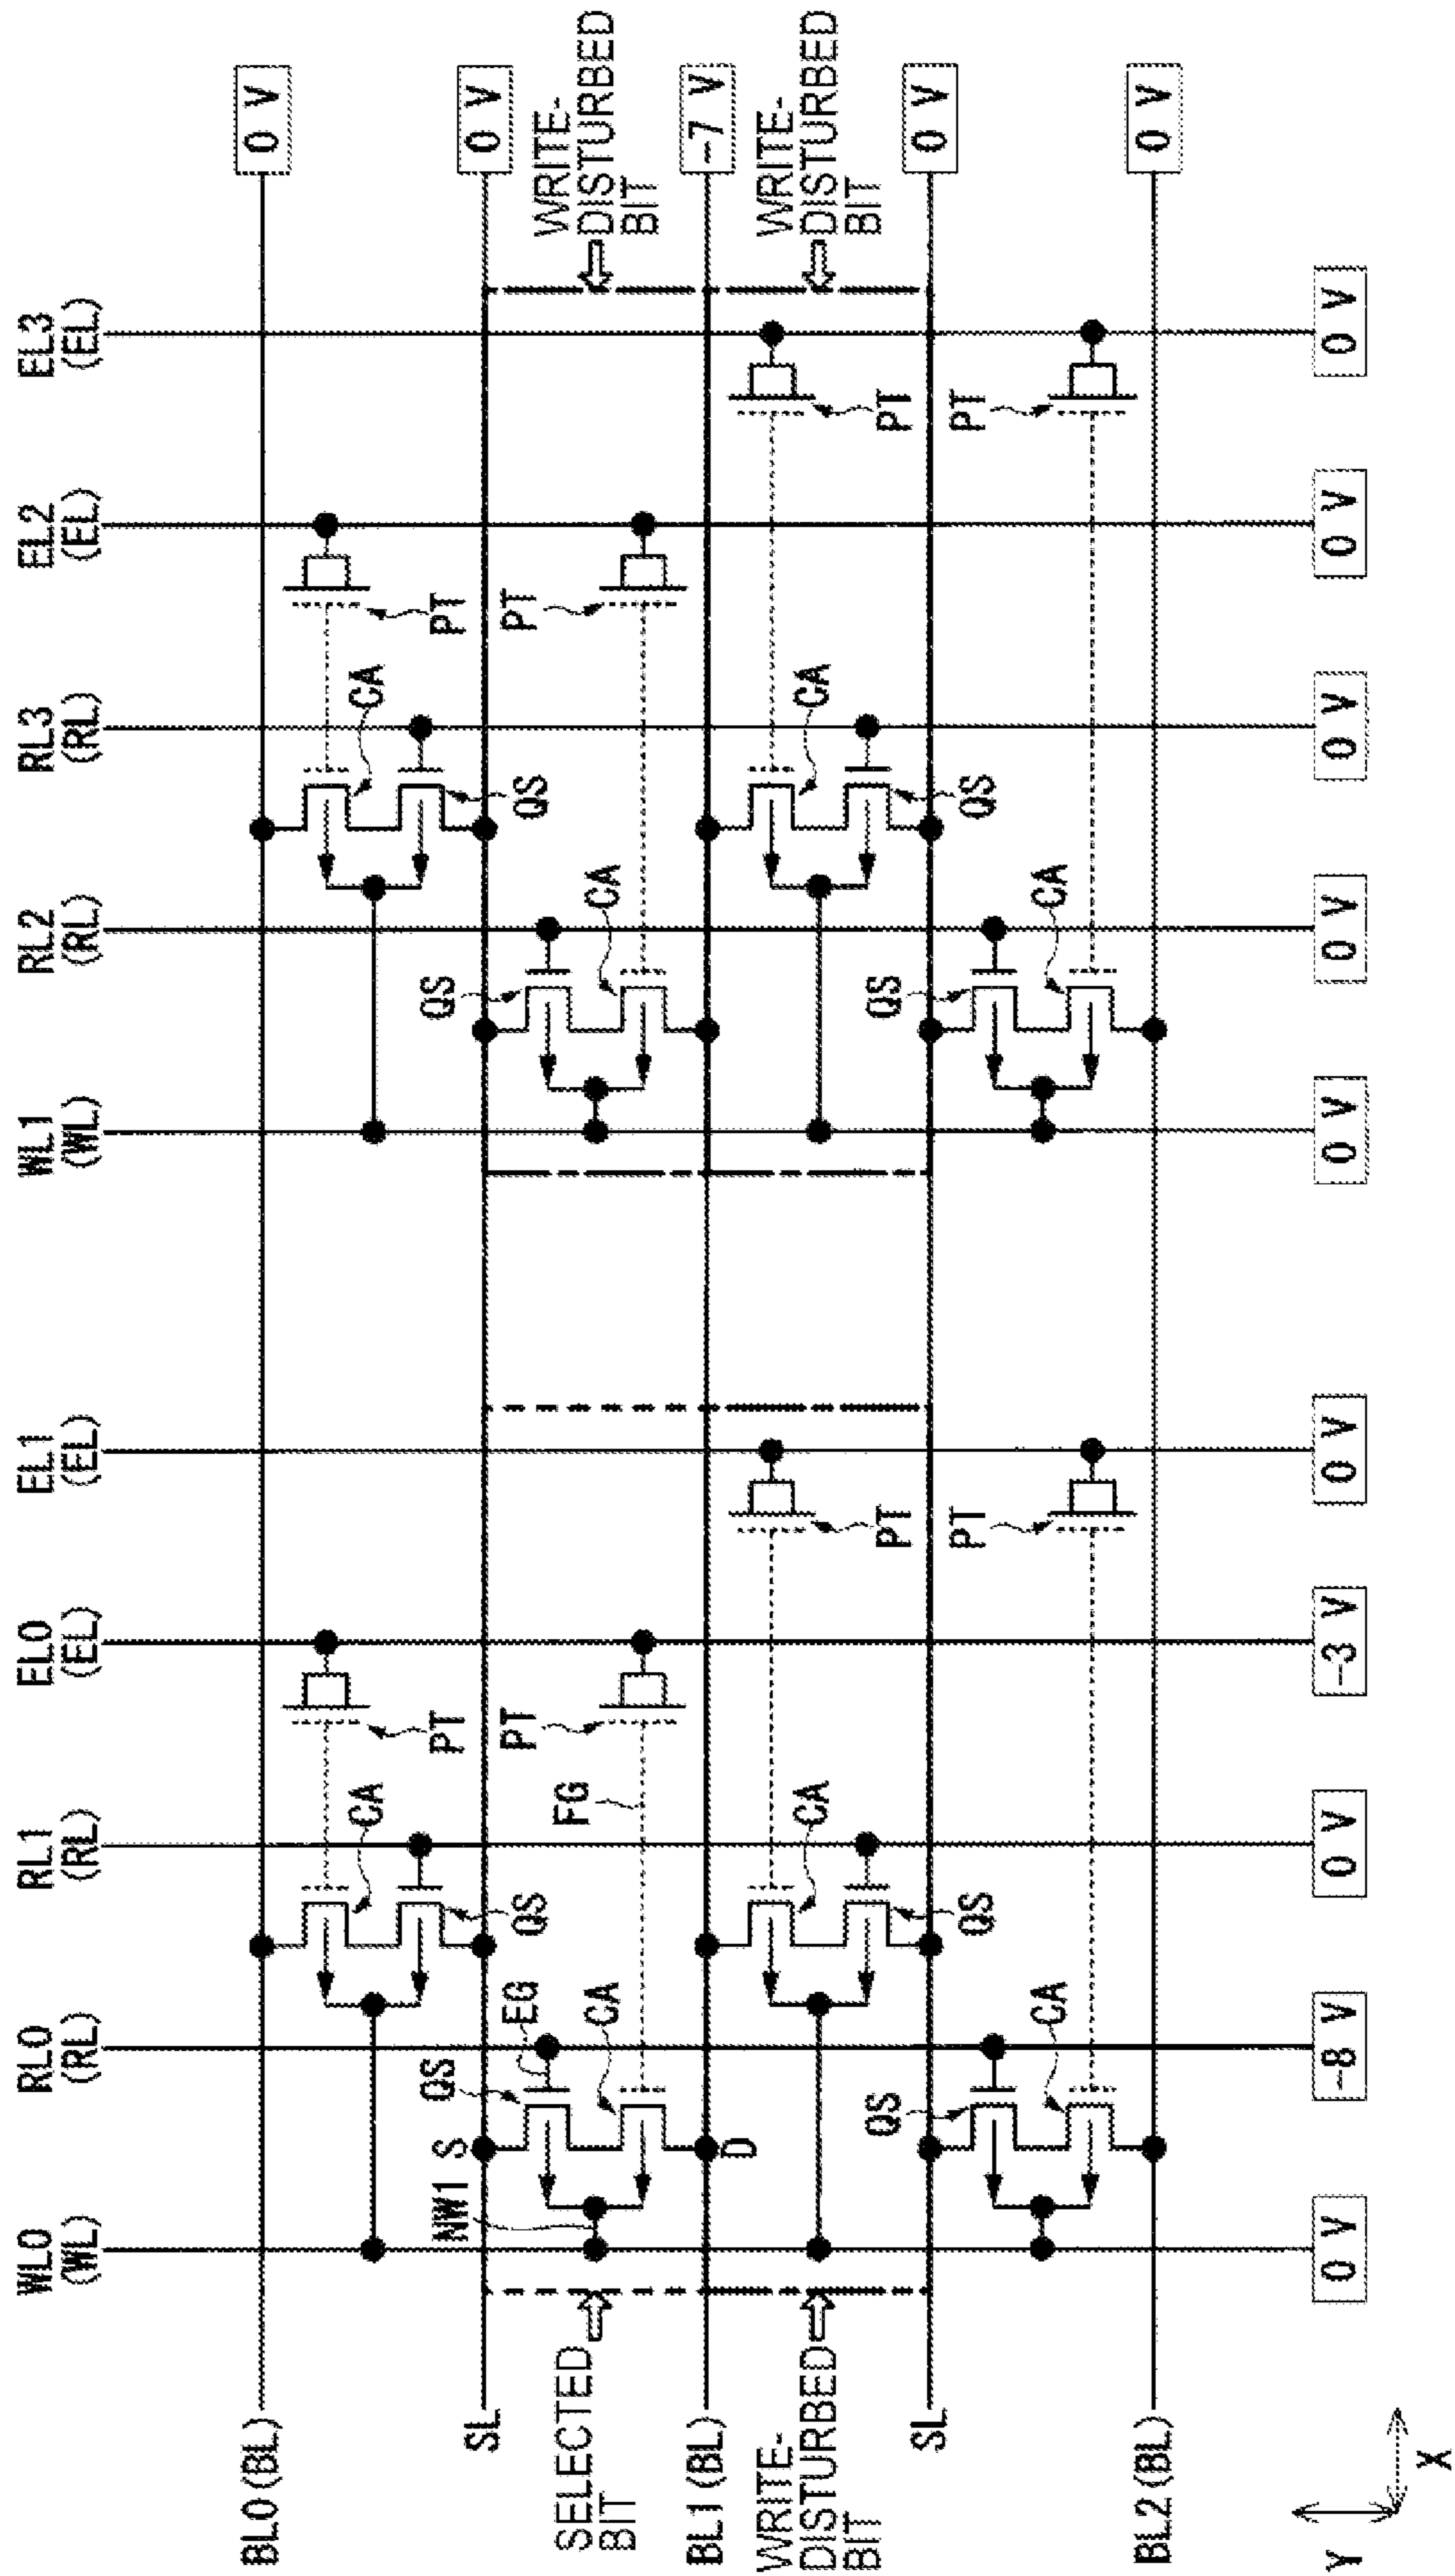 WL0 RL0 RL1 EL0 EL1 WL1 RL2 RL3 EL2 EL3
(WL) (RL) (RL) (EL) (EL) (WL) (RL) (RL) (EL) (EL)
BL0(BL) 0 V
CA CA
PT PT
QS S QS
SL 0 V
NW1 QS EG PT QS PT
SELECTED
BIT
CA FG CA
WRITE-
DISTURBED
BIT
BL1(BL) D -7 V
CA CA
WRITE-
DISTURBED
BIT
QS PT QS PT
WRITE-
DISTURBED
BIT
SL 0 V
QS QS PT PT
CA CA
BL2(BL) 0 V
0 V -8 V 0 V -3 V 0 V 0 V 0 V 0 V 0 V 0 V
Y
X